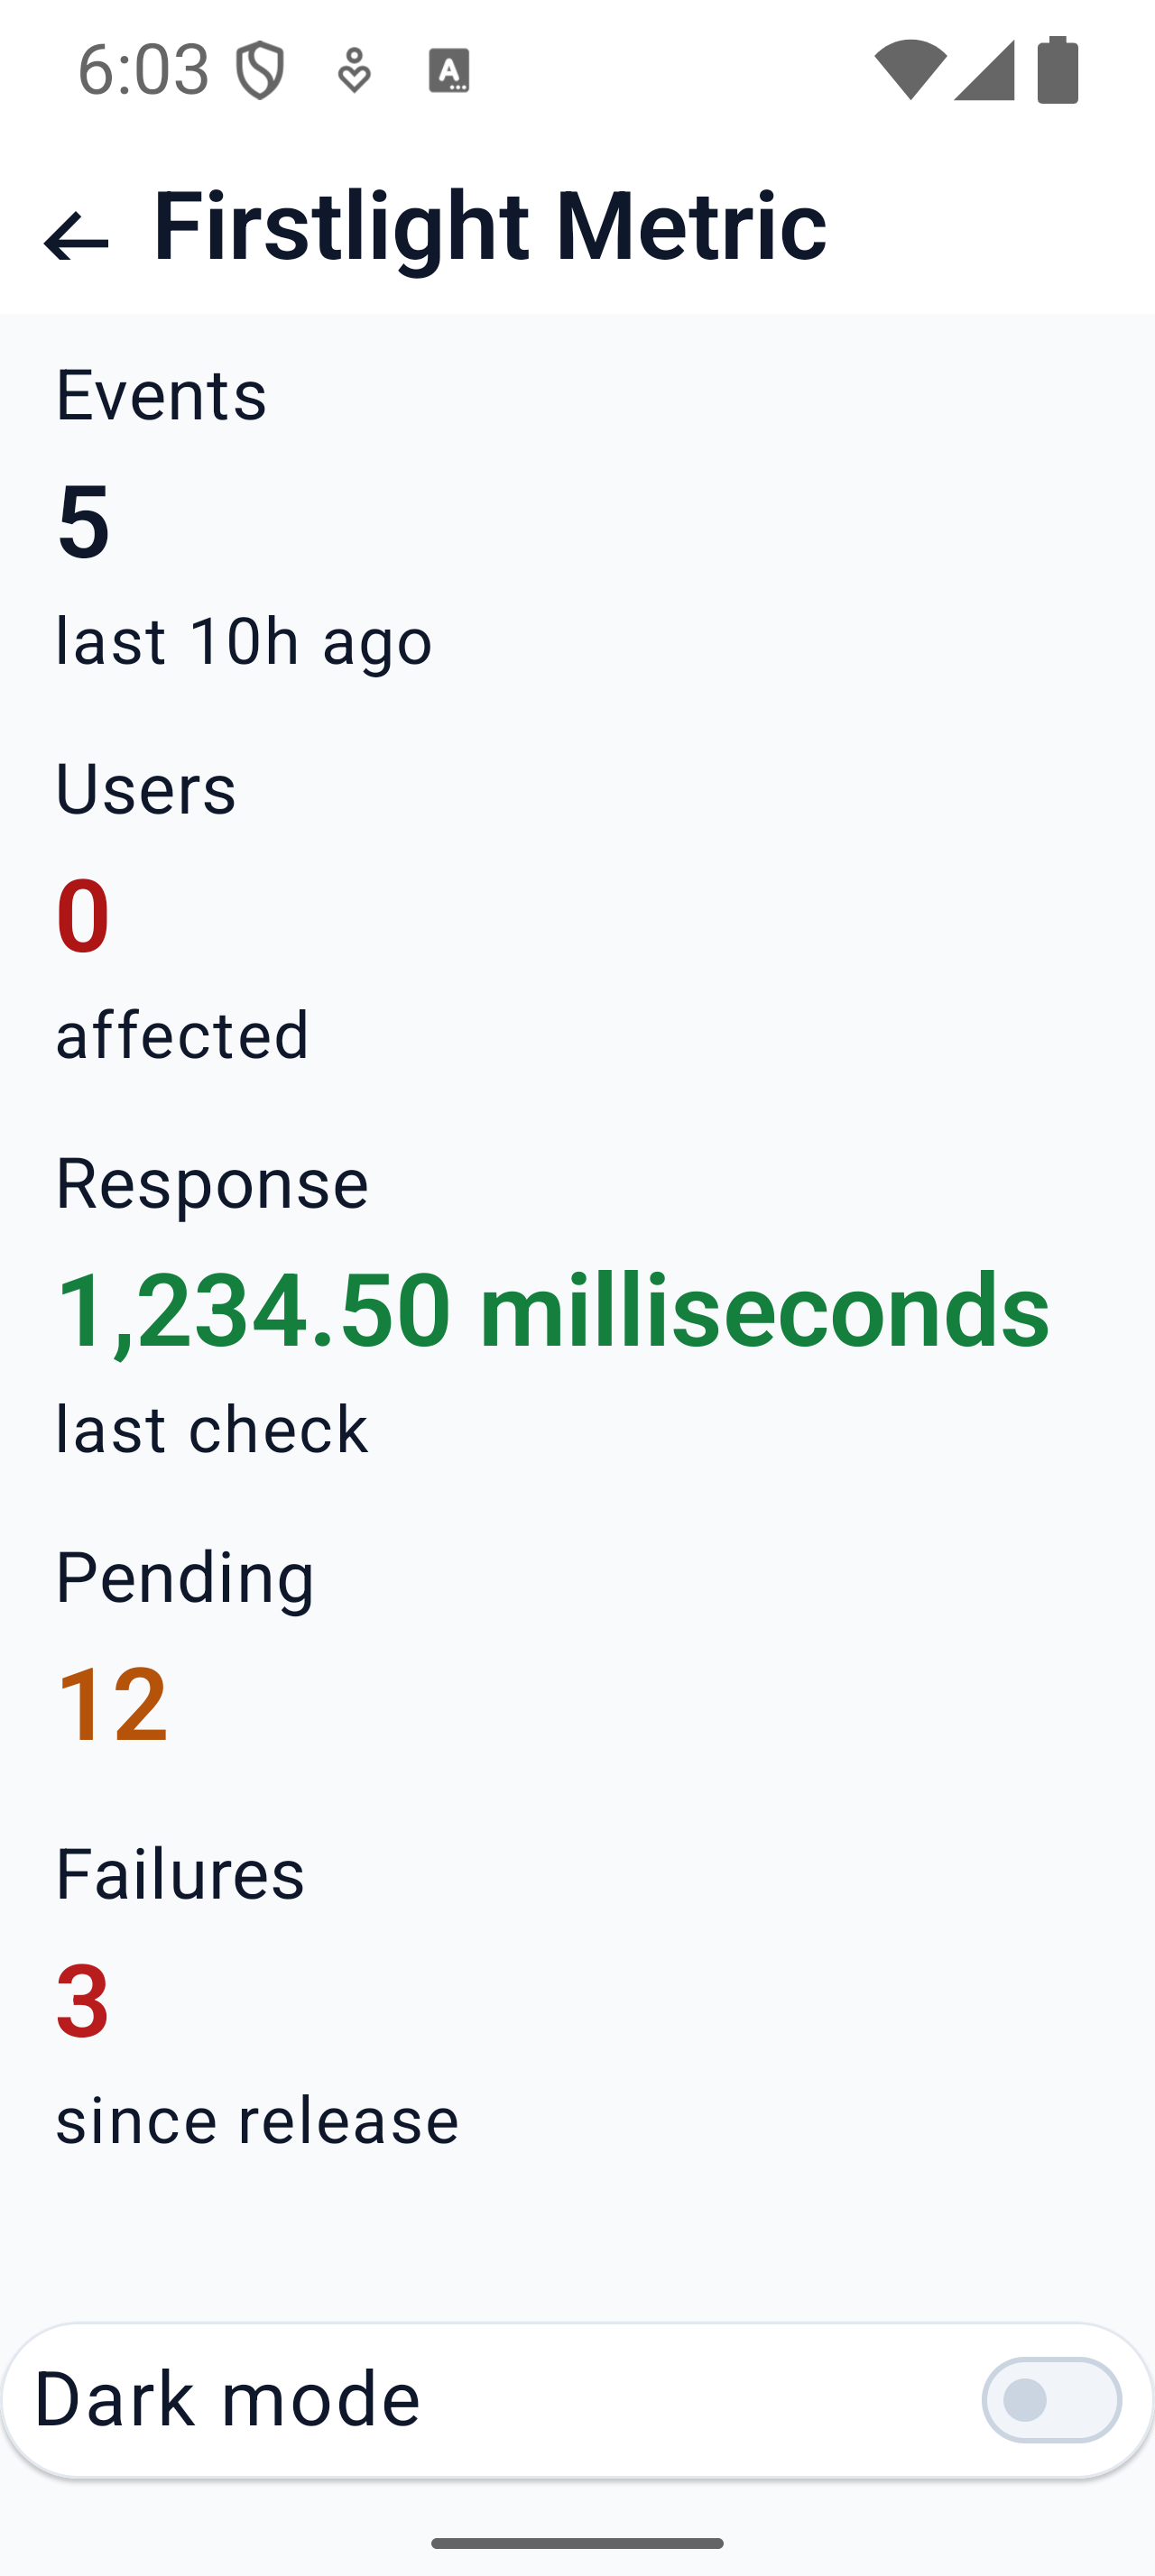 6:03
Firstlight Metric
Events
5
last 10h ago
Users
0
affected
Response
1,234.50 milliseconds
last check
Pending
12
Failures
3
since release
Dark mode